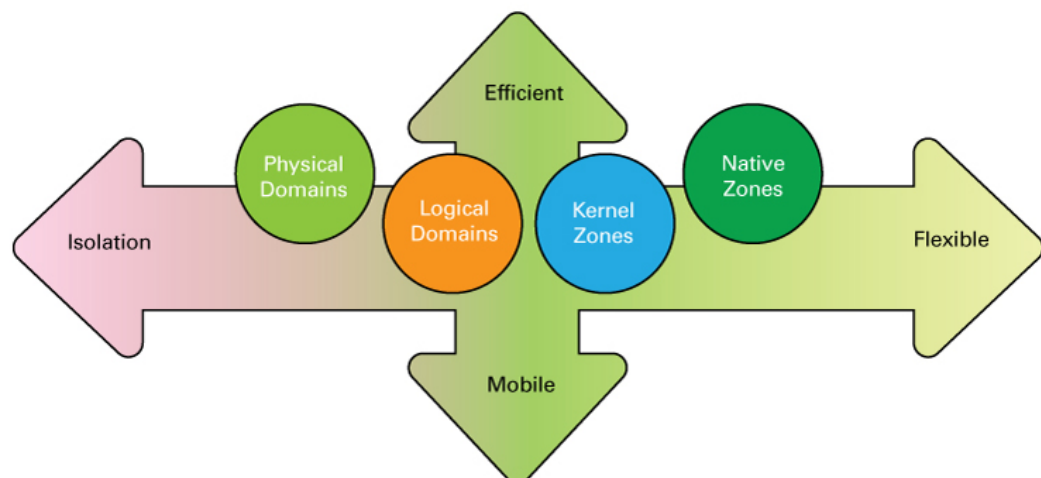 Efficient
Physical
Domains
Native
Zones
Logical
Domains
Kernel
Zones
Isolation
Flexible
Mobile